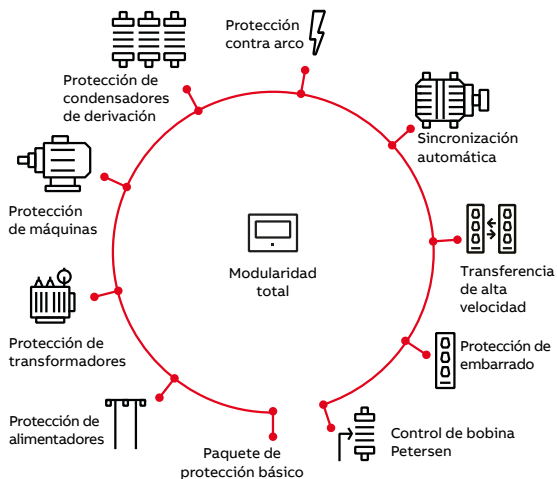 Protección
contra arco
Protección de
condensadores
de derivación
Sincronización
automática
Protección
de máquinas
Modularidad
total
Transferencia
de alta
velocidad
Protección de
transformadores
Protección de
embarrado
Protección de
alimentadores
Paquete de
protección básico
Control de bobina
Petersen